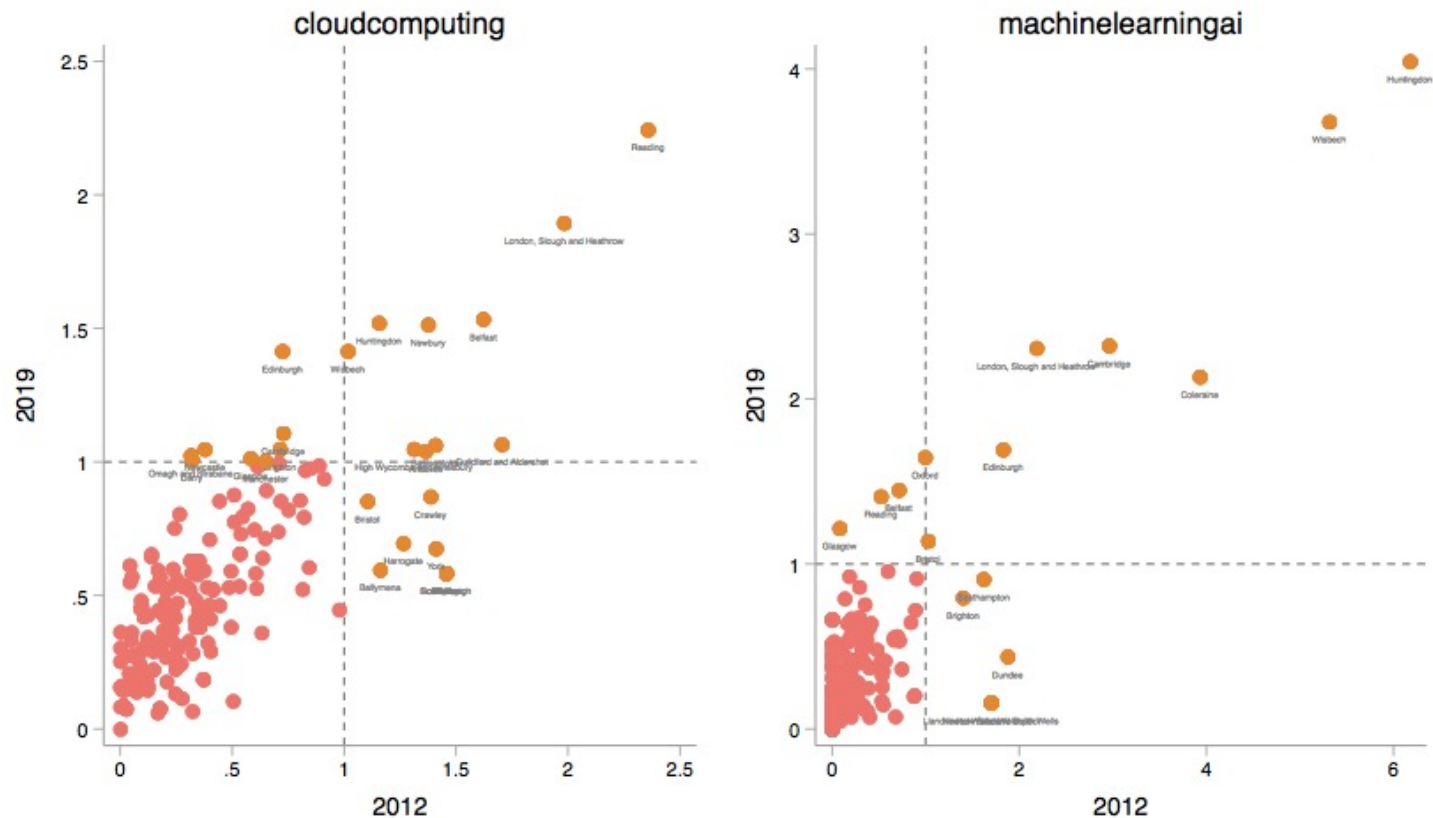 cloudcomputing
2.5
2
1.5
1
.5
0
2019
Reading
London, Slough and Heathrow
Huntingdon
Newbury
Belfast
Edinburgh
Wisbech
Cambridge
Newcastle
Omagh and Strabane
Derry
Manchester
High Wycombe
Guildford and Aldershot
Bristol
Crawley
Harrogate
York
Ballymena
0
.5
1
1.5
2
2.5
2012
machinelearningai
4
3
2
1
0
2019
Huntingdon
Wisbech
London, Slough and Heathrow
Cambridge
Coleraine
Edinburgh
Oxford
Reading
Belfast
Glasgow
Bristol
Brighton
Dundee
0
2
4
6
2012